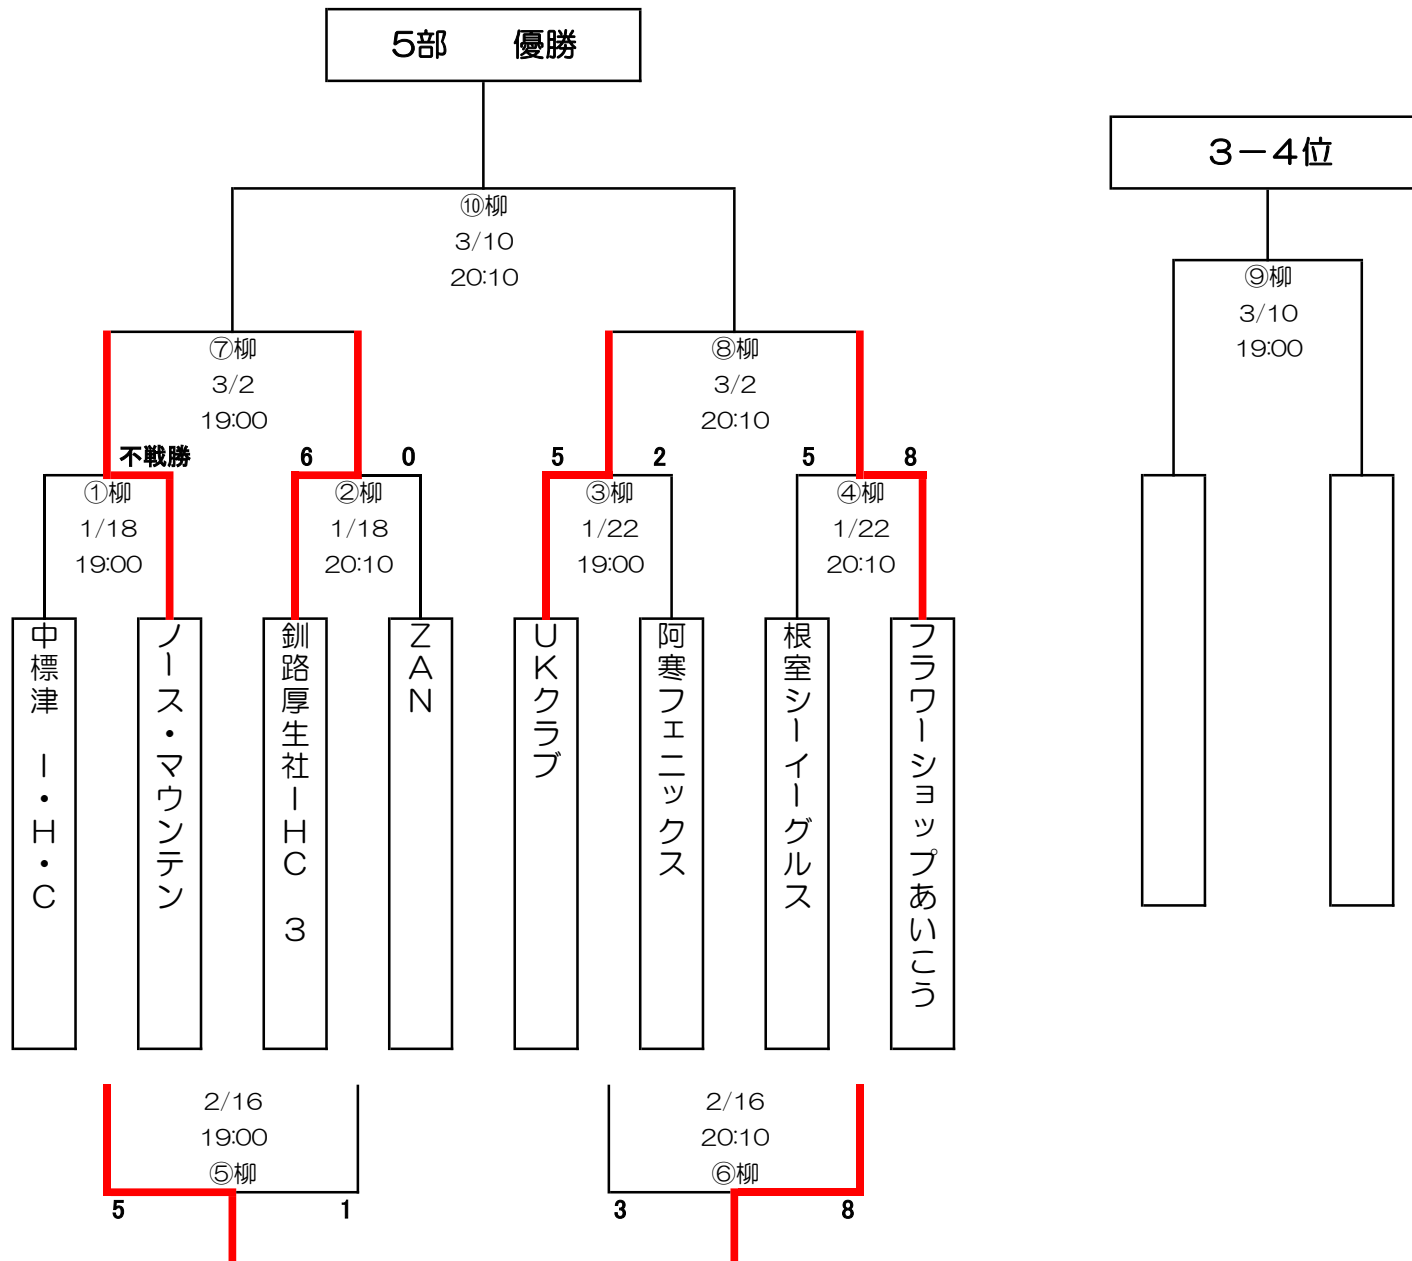 5部　　優勝
3－4位
⑩柳
3/10
20:10
⑨柳
3/10
19:00
⑦柳
3/2
19:00
⑧柳
3/2
20:10
不戦勝
6
0
5
2
5
8
①柳
1/18
19:00
②柳
1/18
20:10
③柳
1/22
19:00
④柳
1/22
20:10
中標津　I・H・C
ノース・マウンテン
釧路厚生社IHC　3
ZAN
UKクラブ
阿寒フェニックス
根室シーイーグルス
フラワーショップあいこう
2/16
19:00
⑤柳
5
1
2/16
20:10
⑥柳
3
8